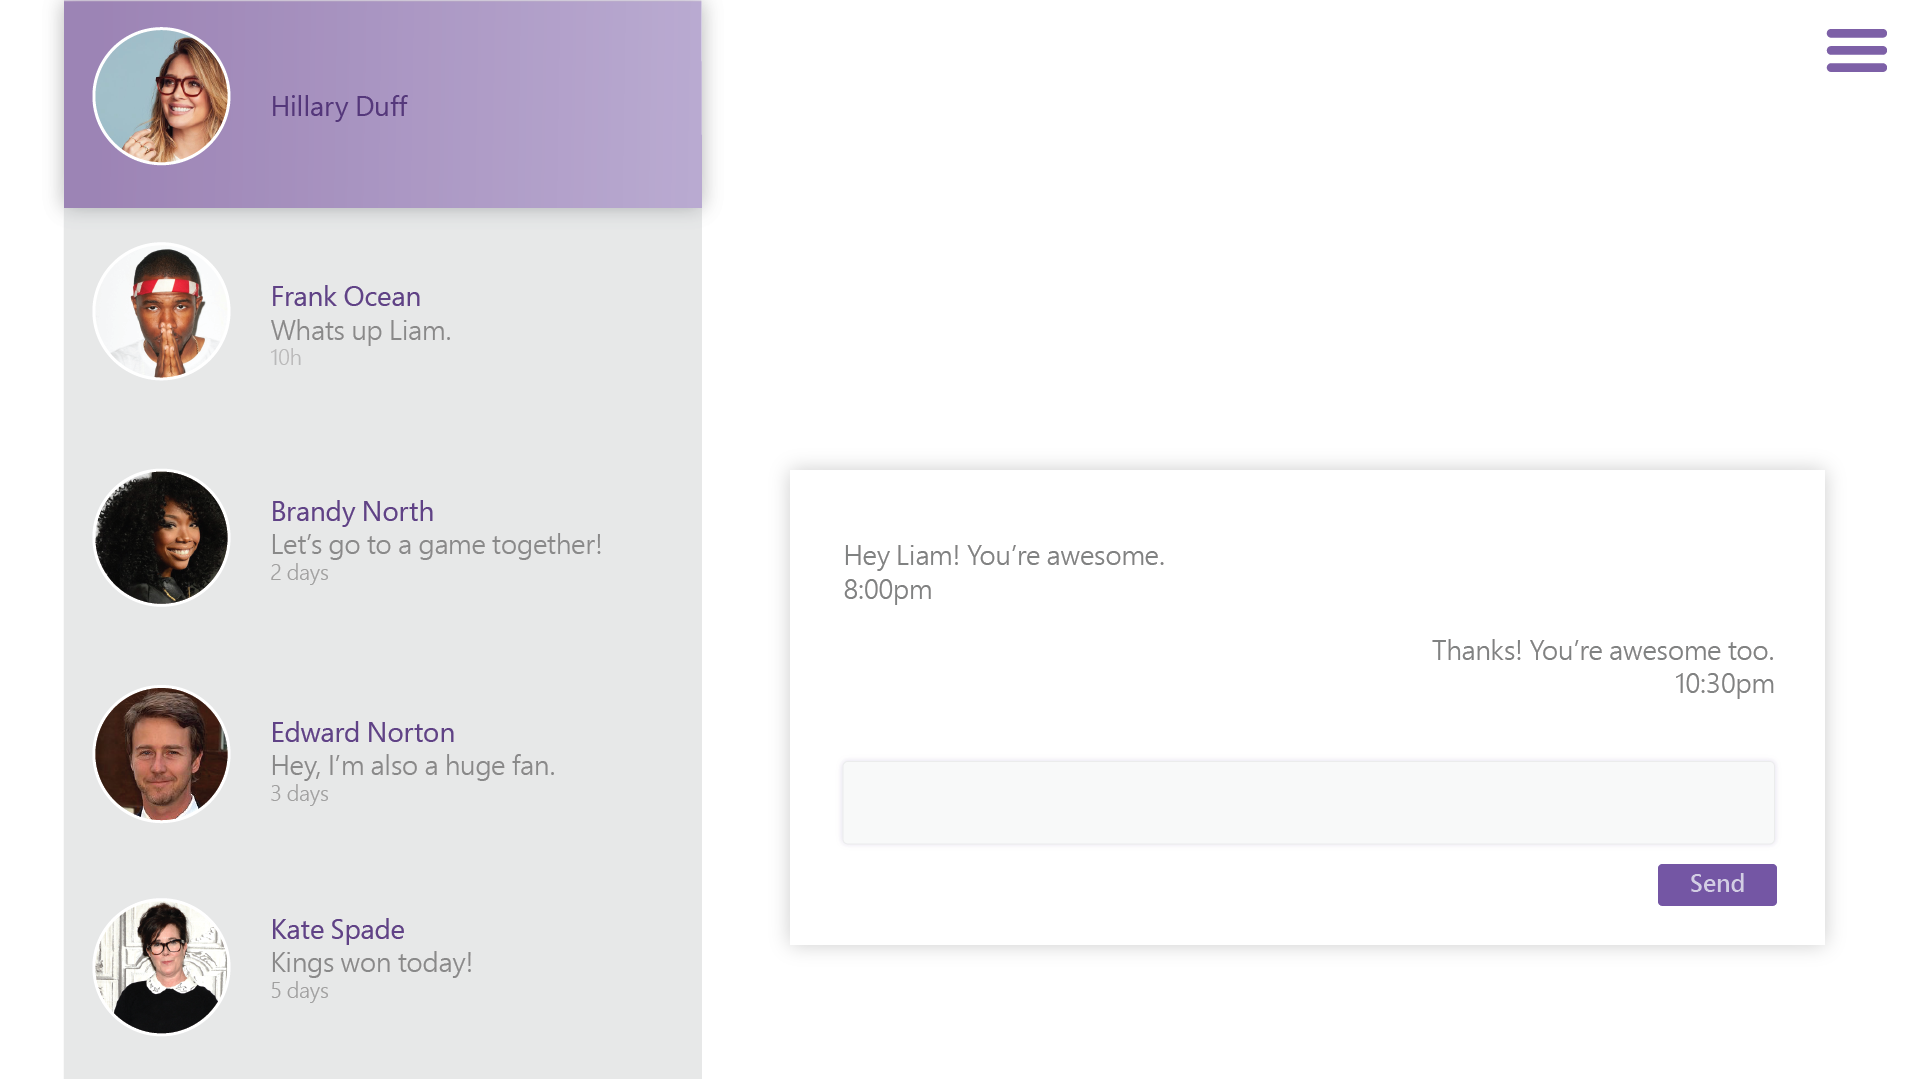 Hillary Duff
Frank Ocean
Whats up Liam.
10h
Brandy North
Let’s go to a game together!
2 days
Edward Norton
Hey, I’m also a huge fan.
3 days
Kate Spade
Kings won today!
5 days
Hey Liam! You’re awesome.
8:00pm
Thanks! You’re awesome too.
10:30pm
Send